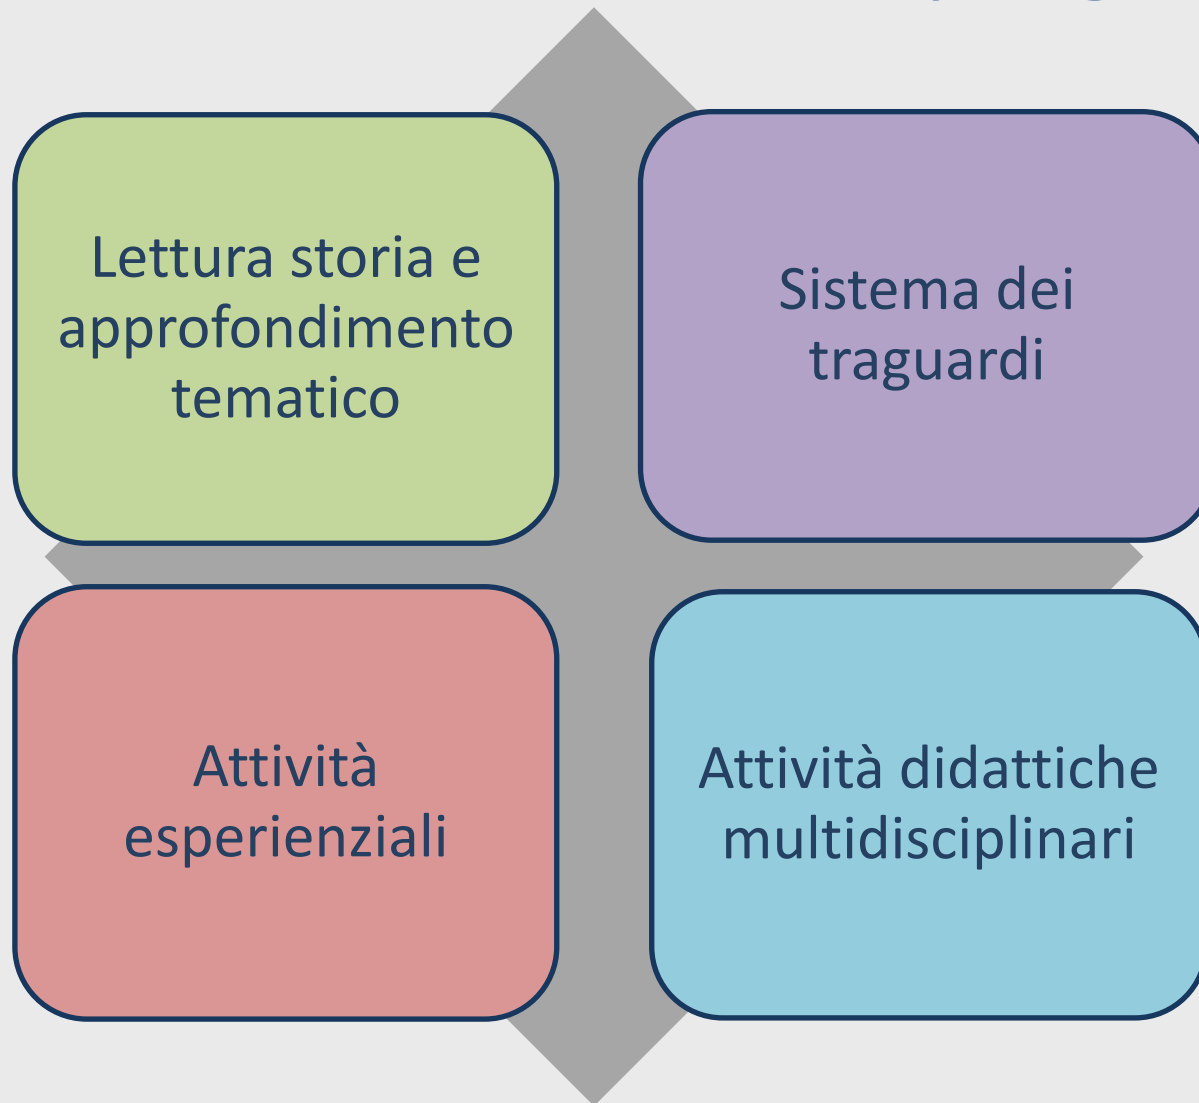 Lettura storia e
approfondimento
tematico
Sistema dei
traguardi
Attività
esperienziali
Attività didattiche
multidisciplinari